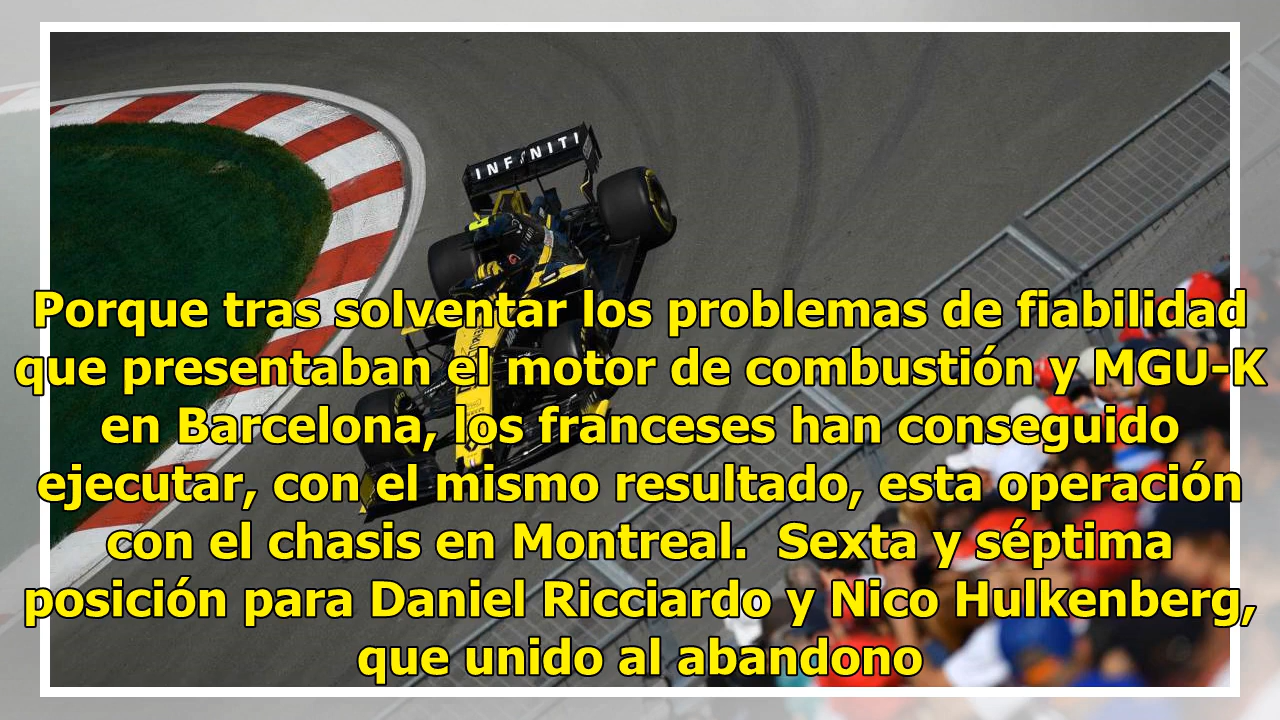 INFINITI
Porque tras solventar los problemas de fiabilidad
que presentaban el motor de combustión y MGU-K
en Barcelona, los franceses han conseguido
ejecutar, con el mismo resultado, esta operación
con el chasis en Montreal.  Sexta y séptima
posición para Daniel Ricciardo y Nico Hulkenberg,
que unido al abandono